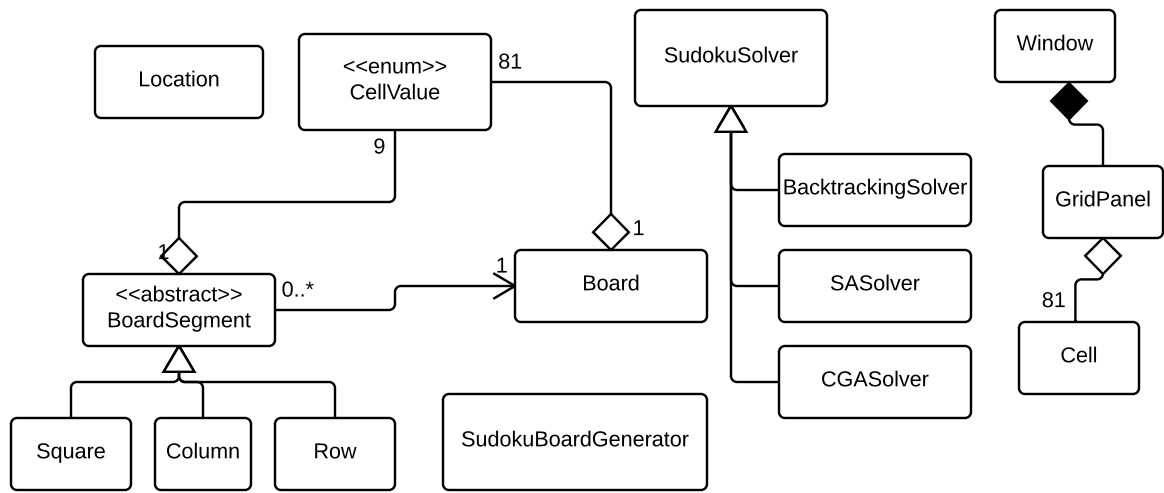 Location
<<enum>>
CellValue
81
9
SudokuSolver
Window
BacktrackingSolver
GridPanel
1
1
<<abstract>>
BoardSegment
0..*
1
Board
SASolver
81
Cell
CGASolver
Square
Column
Row
SudokuBoardGenerator